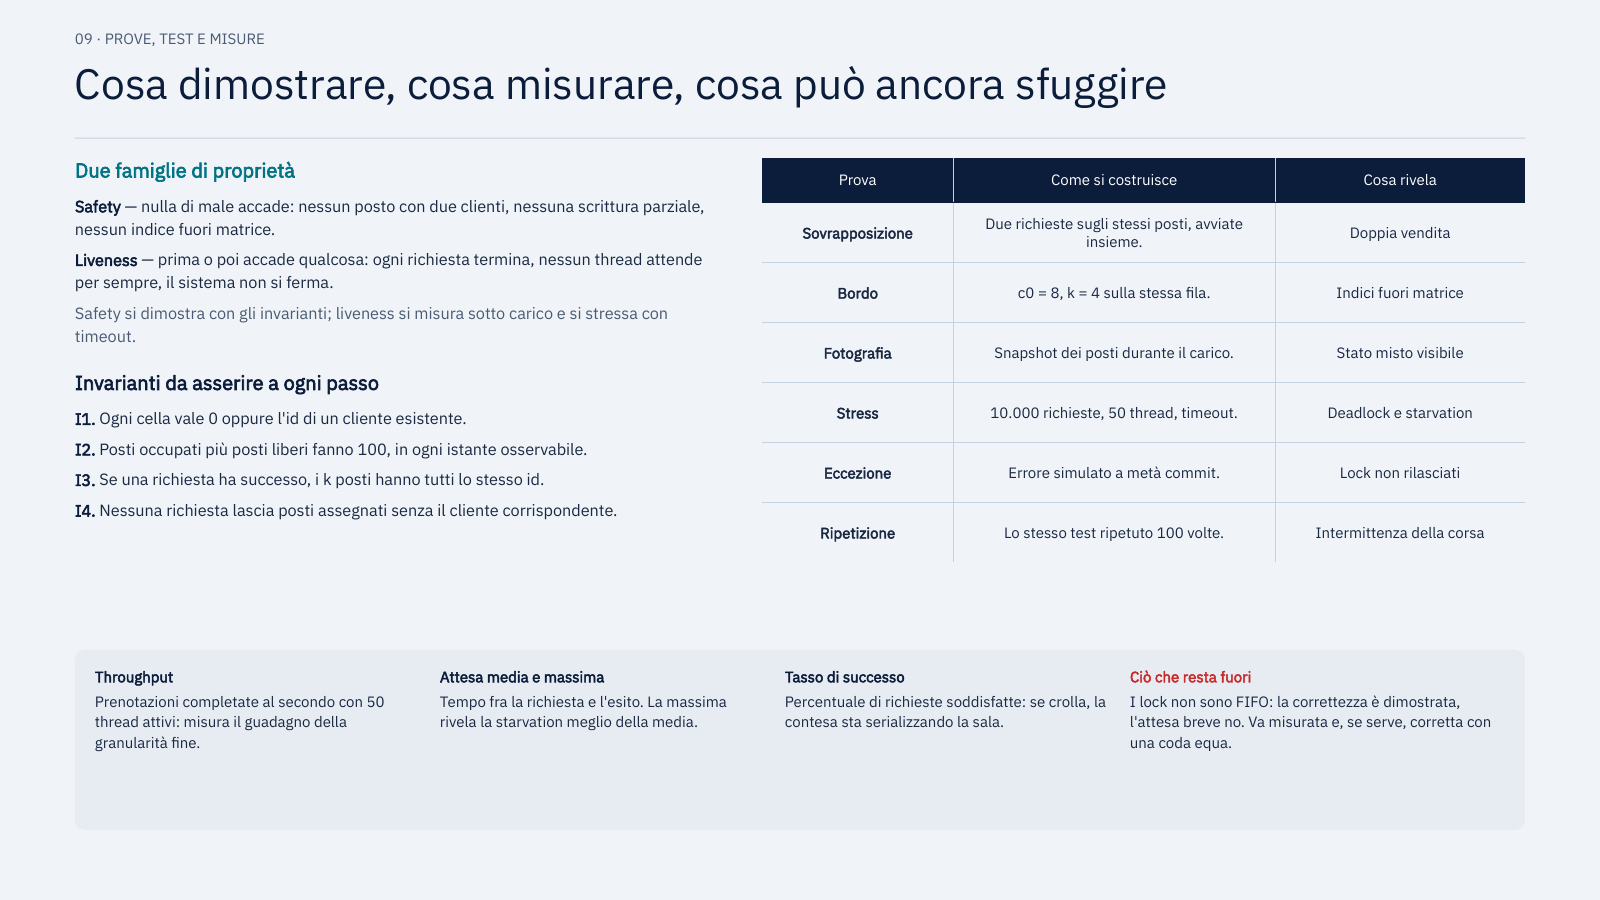 09 · PROVE, TEST E MISURE
Cosa dimostrare, cosa misurare, cosa può ancora sfuggire
Due famiglie di proprietà
Safety — nulla di male accade: nessun posto con due clienti, nessuna scrittura parziale,
nessun indice fuori matrice.
Liveness — prima o poi accade qualcosa: ogni richiesta termina, nessun thread attende
per sempre, il sistema non si ferma.
Safety si dimostra con gli invarianti; liveness si misura sotto carico e si stressa con
timeout.
Invarianti da asserire a ogni passo
I1. Ogni cella vale 0 oppure l'id di un cliente esistente.
I2. Posti occupati più posti liberi fanno 100, in ogni istante osservabile.
I3. Se una richiesta ha successo, i k posti hanno tutti lo stesso id.
I4. Nessuna richiesta lascia posti assegnati senza il cliente corrispondente.
Prova Come si costruisce Cosa rivela
Sovrapposizione Due richieste sugli stessi posti, avviate
insieme. Doppia vendita
Bordo c0 = 8, k = 4 sulla stessa fila. Indici fuori matrice
Fotografia Snapshot dei posti durante il carico. Stato misto visibile
Stress 10.000 richieste, 50 thread, timeout. Deadlock e starvation
Eccezione Errore simulato a metà commit. Lock non rilasciati
Ripetizione Lo stesso test ripetuto 100 volte. Intermittenza della corsa
Throughput
Prenotazioni completate al secondo con 50
thread attivi: misura il guadagno della
granularità fine.
Attesa media e massima
Tempo fra la richiesta e l'esito. La massima
rivela la starvation meglio della media.
Tasso di successo
Percentuale di richieste soddisfatte: se crolla, la
contesa sta serializzando la sala.
Ciò che resta fuori
I lock non sono FIFO: la correttezza è dimostrata,
l'attesa breve no. Va misurata e, se serve, corretta con
una coda equa.